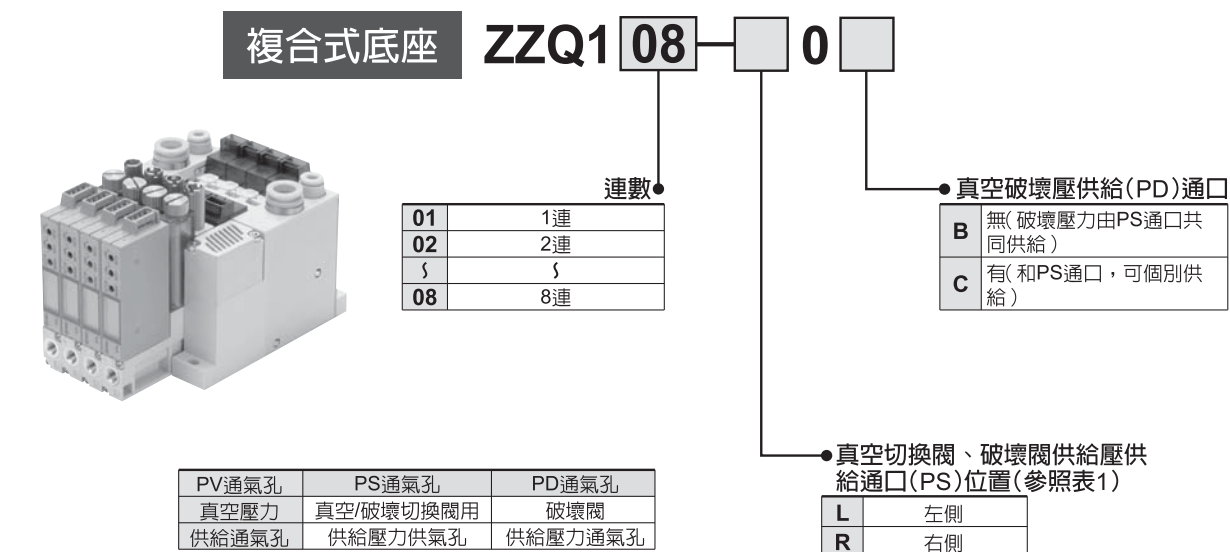 複合式底座 ZZQ1 08 — 0
連數
01 1連
02 2連
∫ ∫
08 8連
真空破壞壓供給(PD)通口
B 無(破壞壓力由PS通口共
同供給)
C 有(和PS通口，可個別供
給)
真空切換閥、破壞閥供給壓供
給通口(PS)位置(參照表1)
L 左側
R 右側
PV通氣孔 PS通氣孔 PD通氣孔
真空壓力 真空/破壞切換閥用 破壞閥
供給通氣孔 供給壓力供氣孔 供給壓力通氣孔